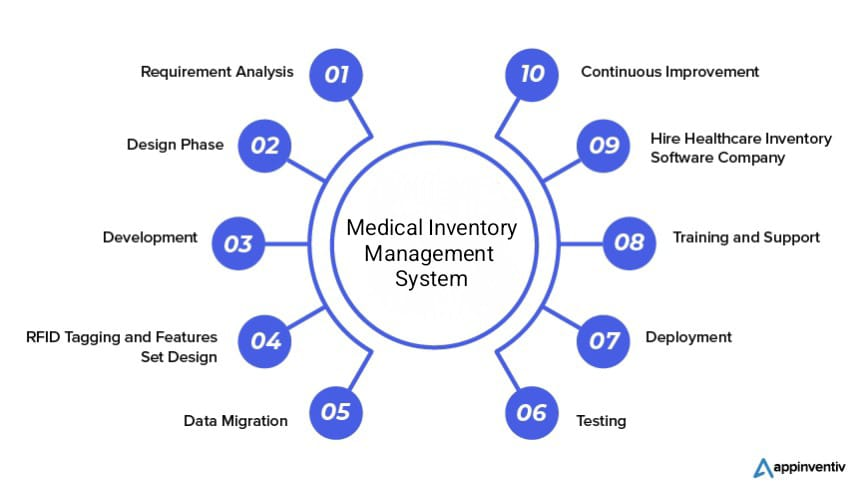 01
Requirement Analysis
02
Design Phase
03
Development
04
RFID Tagging and Features
Set Design
05
Data Migration
Medical Inventory
Management
System
06
Testing
07
Deployment
08
Training and Support
09
Hire Healthcare Inventory
Software Company
10
Continuous Improvement
appinventiv